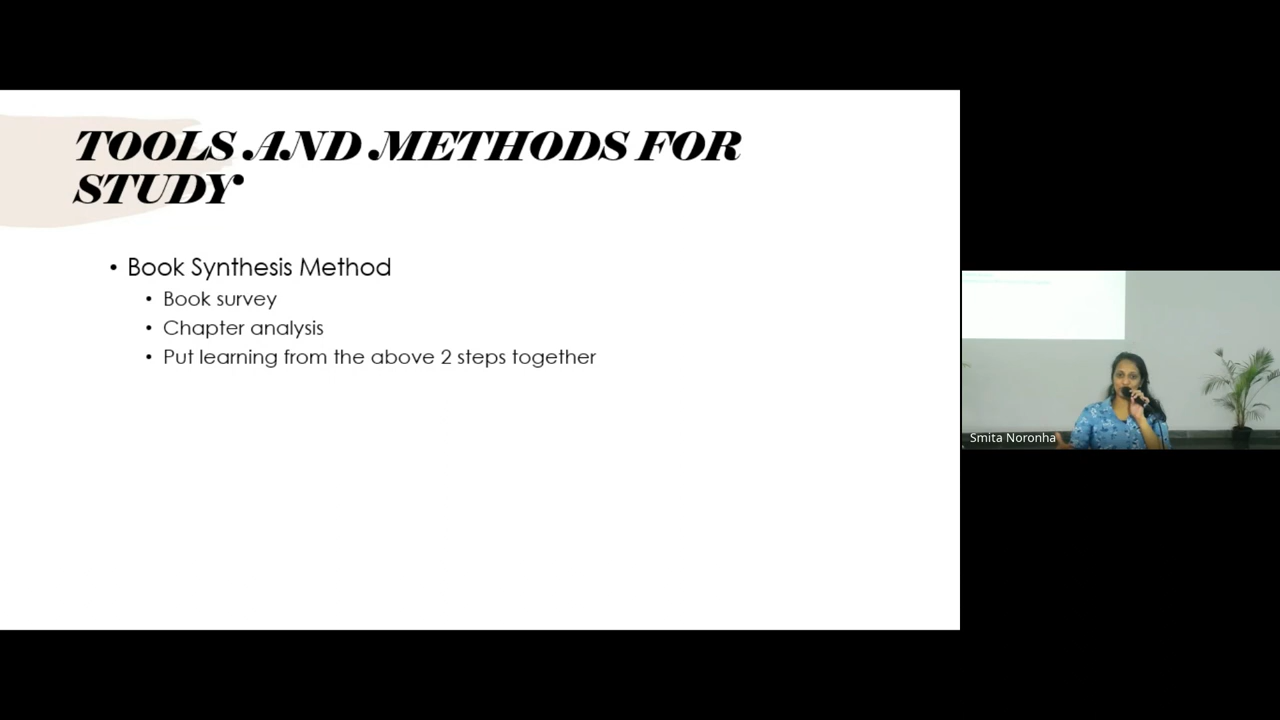 TOOLS AND METHODS FOR
STUDY
• Book Synthesis Method
• Book survey
• Chapter analysis
• Put learning from the above 2 steps together
Smita Noronha